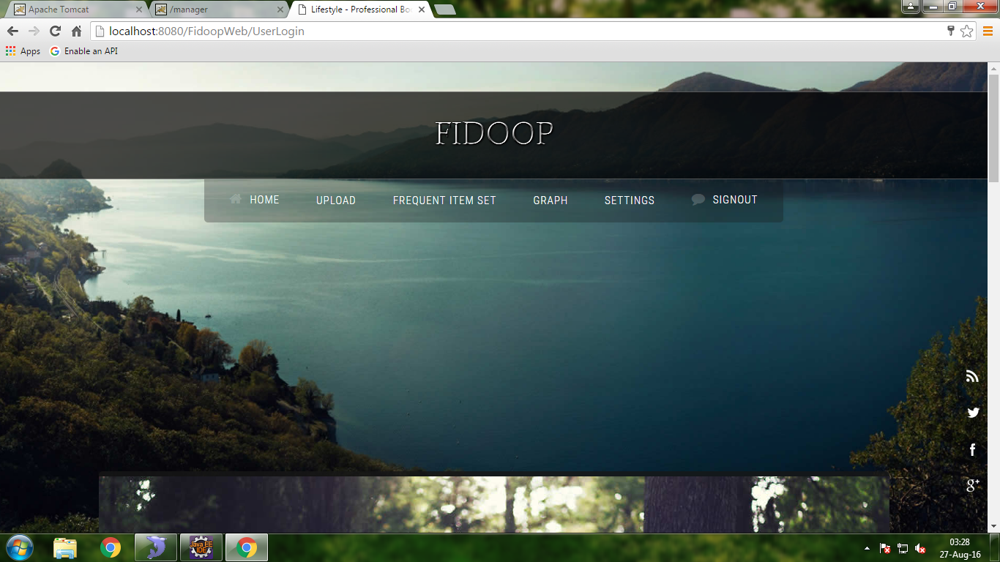 Apache Tomcat
/manager
Lifestyle - Professional Bo
localhost:8080/FidoopWeb/UserLogin
Apps
Enable an API
FIDOOP
HOME
UPLOAD
FREQUENT ITEM SET
GRAPH
SETTINGS
SIGNOUT
g+
Java EE
IDE
03:28
27-Aug-16